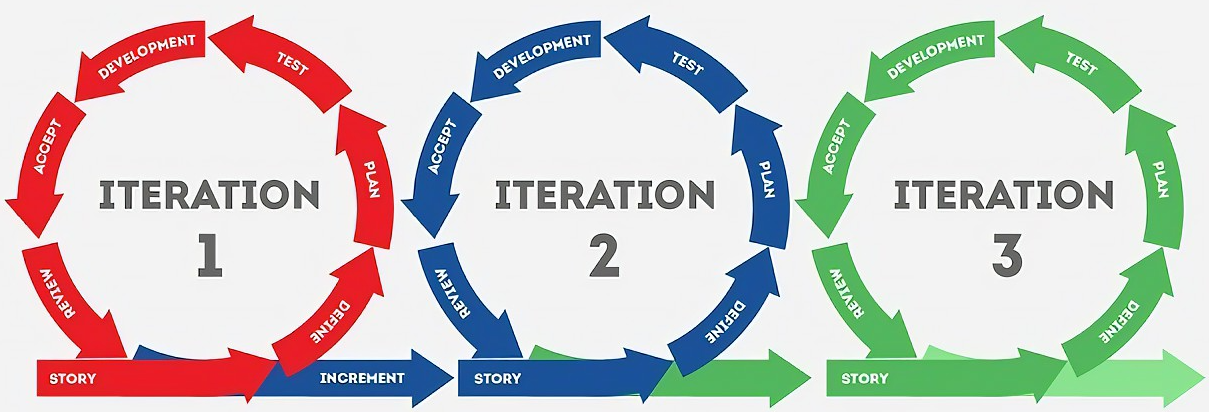 DEVELOPMENT
TEST
ACCEPT
PLAN
ITERATION
1
REVIEW
DEFINE
STORY
INCREMENT
DEVELOPMENT
TEST
ACCEPT
PLAN
ITERATION
2
REVIEW
DEFINE
STORY
DEVELOPMENT
TEST
ACCEPT
PLAN
ITERATION
3
REVIEW
DEFINE
STORY